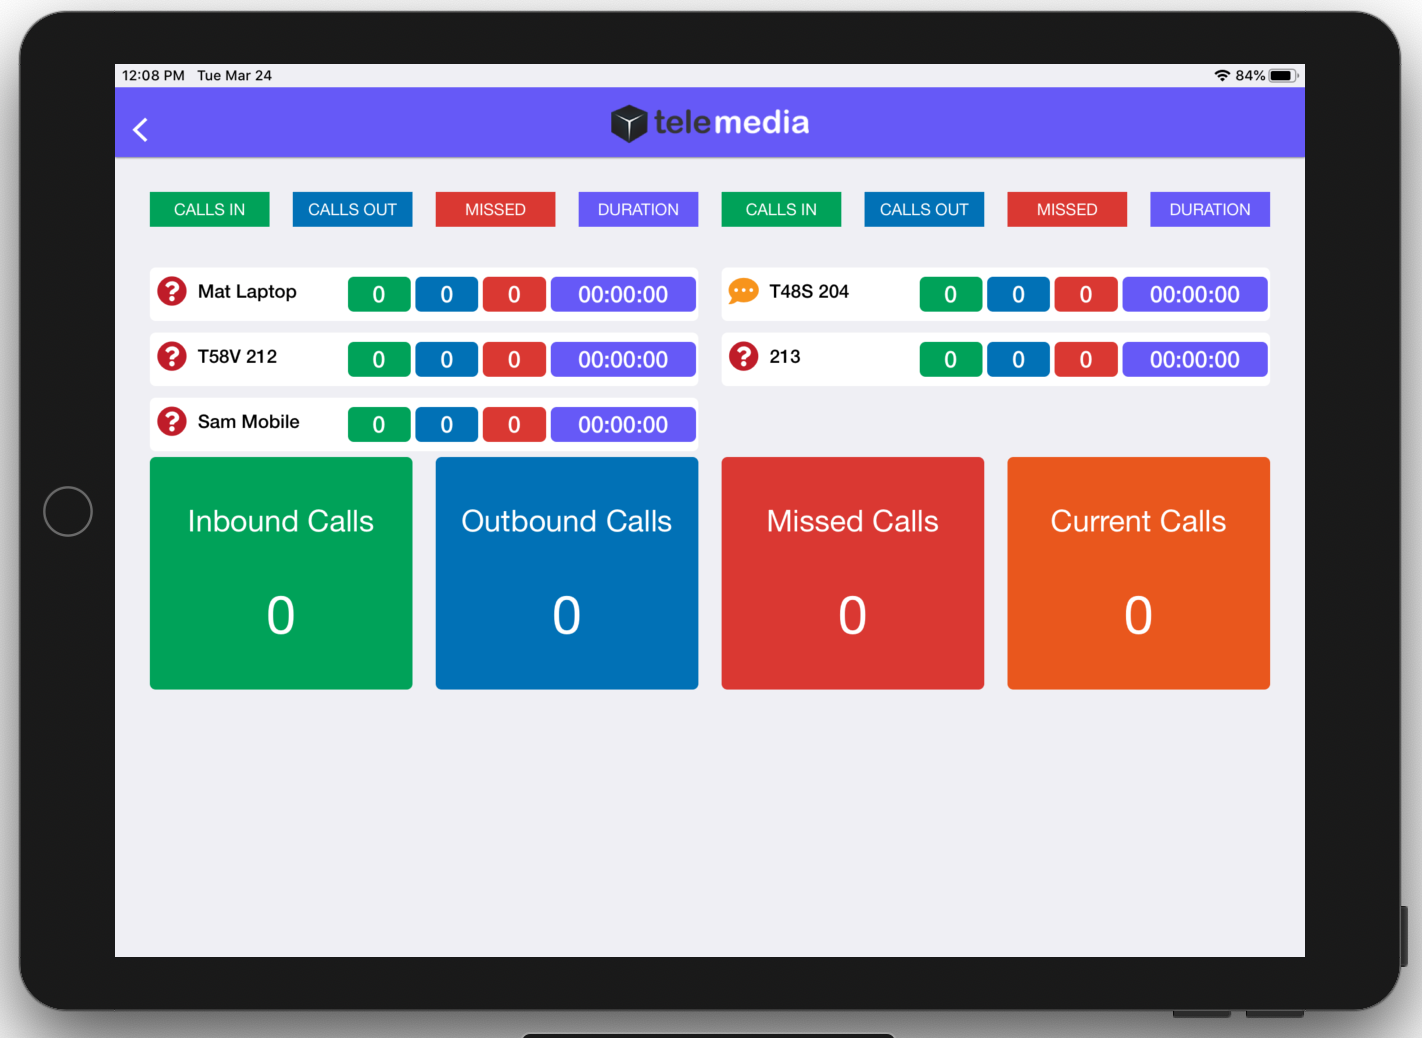 12:08 PM Tue Mar 24 84%
telemedia
CALLS IN CALLS OUT MISSED DURATION CALLS IN CALLS OUT MISSED DURATION
Mat Laptop 0 0 0 00:00:00 T48S 204 0 0 0 00:00:00
T58V 212 0 0 0 00:00:00 213 0 0 0 00:00:00
Sam Mobile 0 0 0 00:00:00
Inbound Calls Outbound Calls Missed Calls Current Calls
0 0 0 0